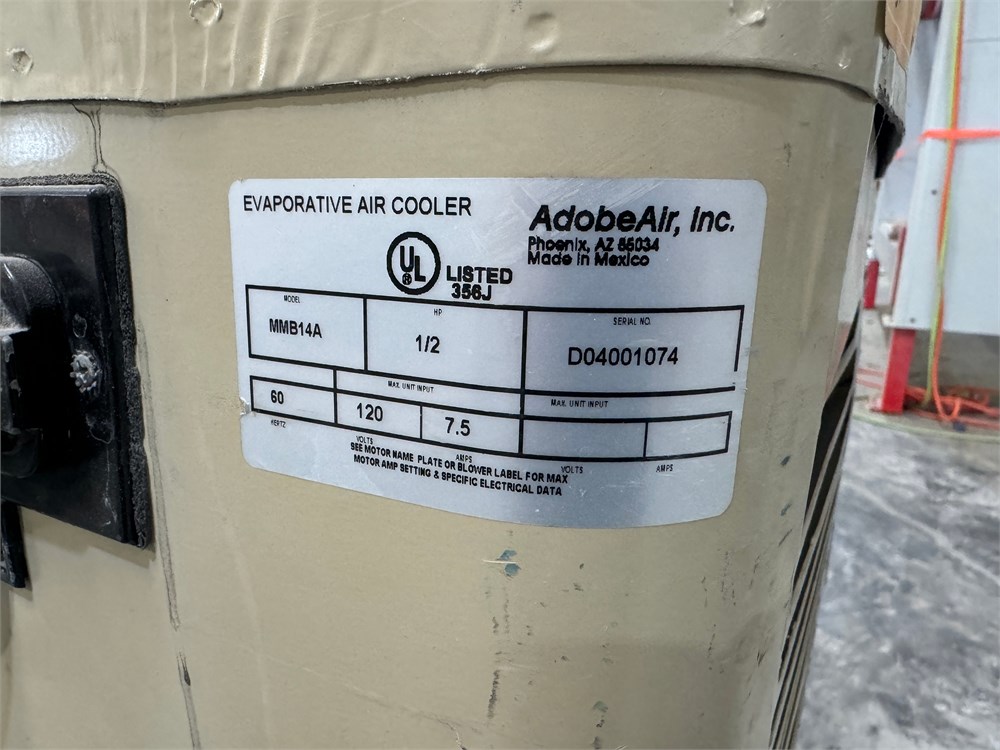 EVAPORATIVE AIR COOLER
AdobeAir, Inc.
Phoenix, AZ 85034
Made in Mexico
UL
LISTED
356J
MODEL
MMB14A
HP
1/2
SERIAL NO.
D04001074
MAX. UNIT INPUT
MAX. UNIT INPUT
60
120
7.5
HERTZ
VOLTS
AMPS
VOLTS
AMPS
SEE MOTOR NAME PLATE OR BLOWER LABEL FOR MAX
MOTOR AMP SETTING & SPECIFIC ELECTRICAL DATA